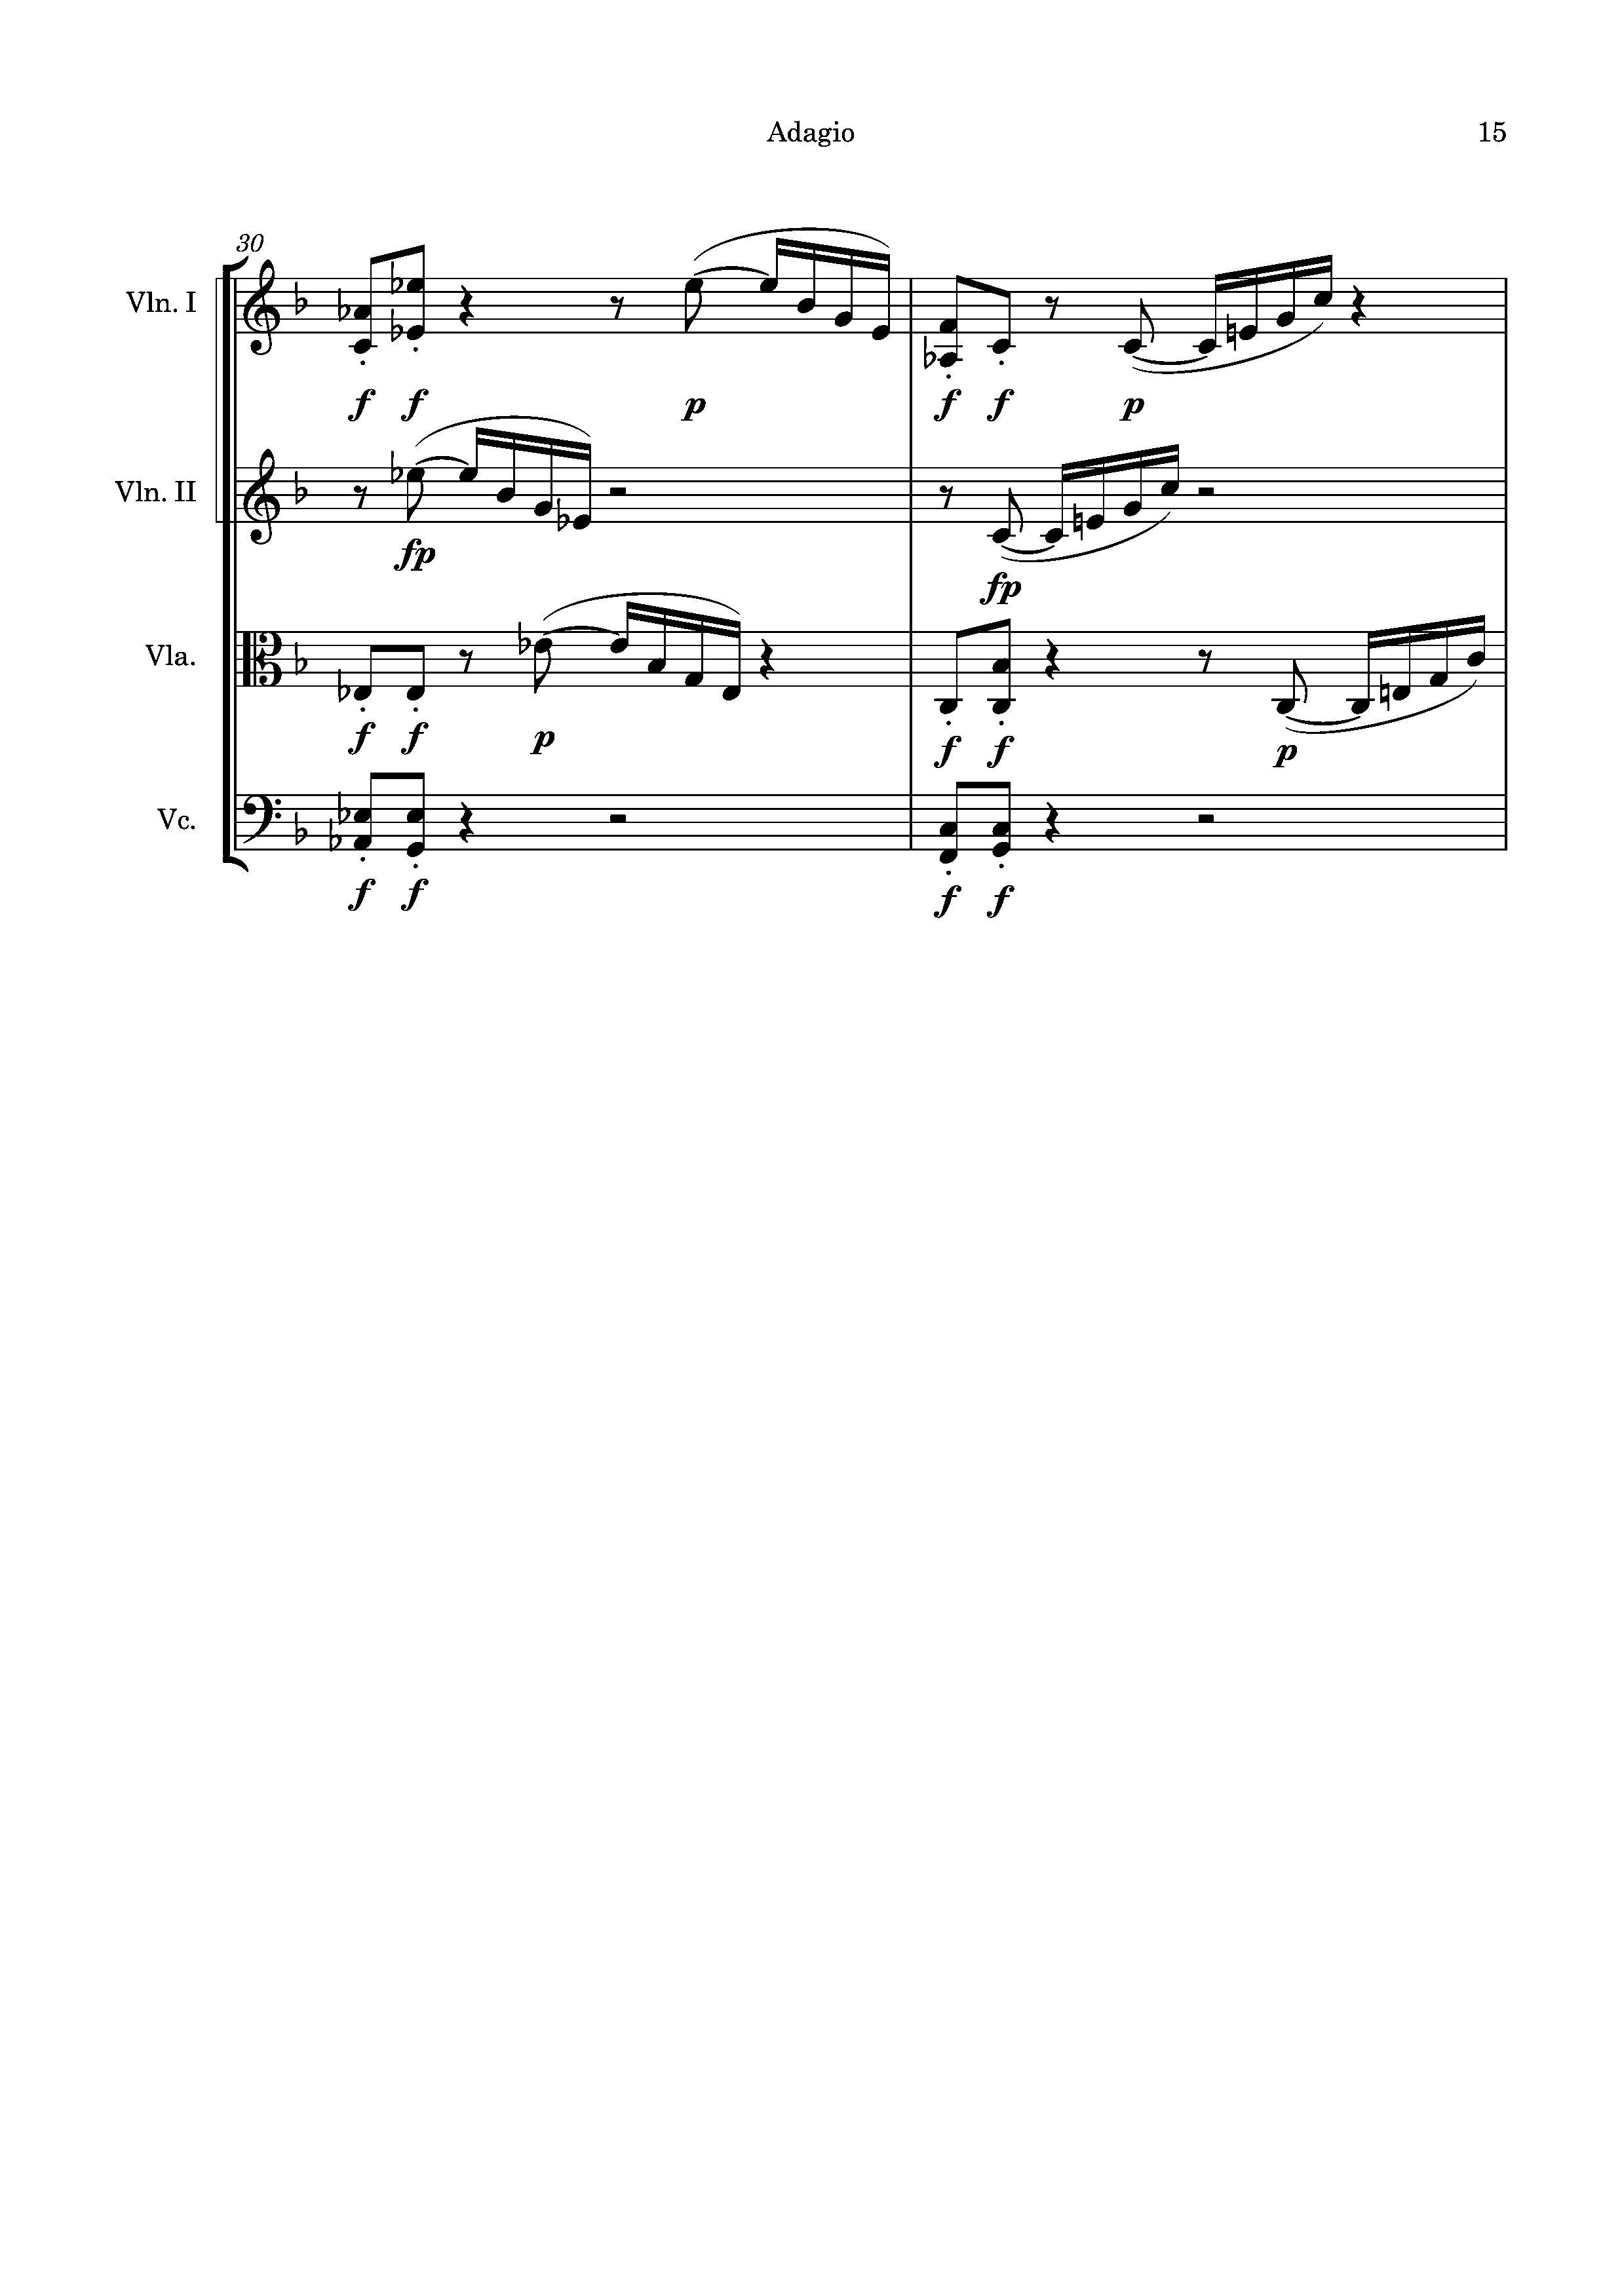 Adagio 15
30
Vln. I
f f p f f p
Vln. II
fp fp
Vla.
f f p f f p
Vc.
f f f f